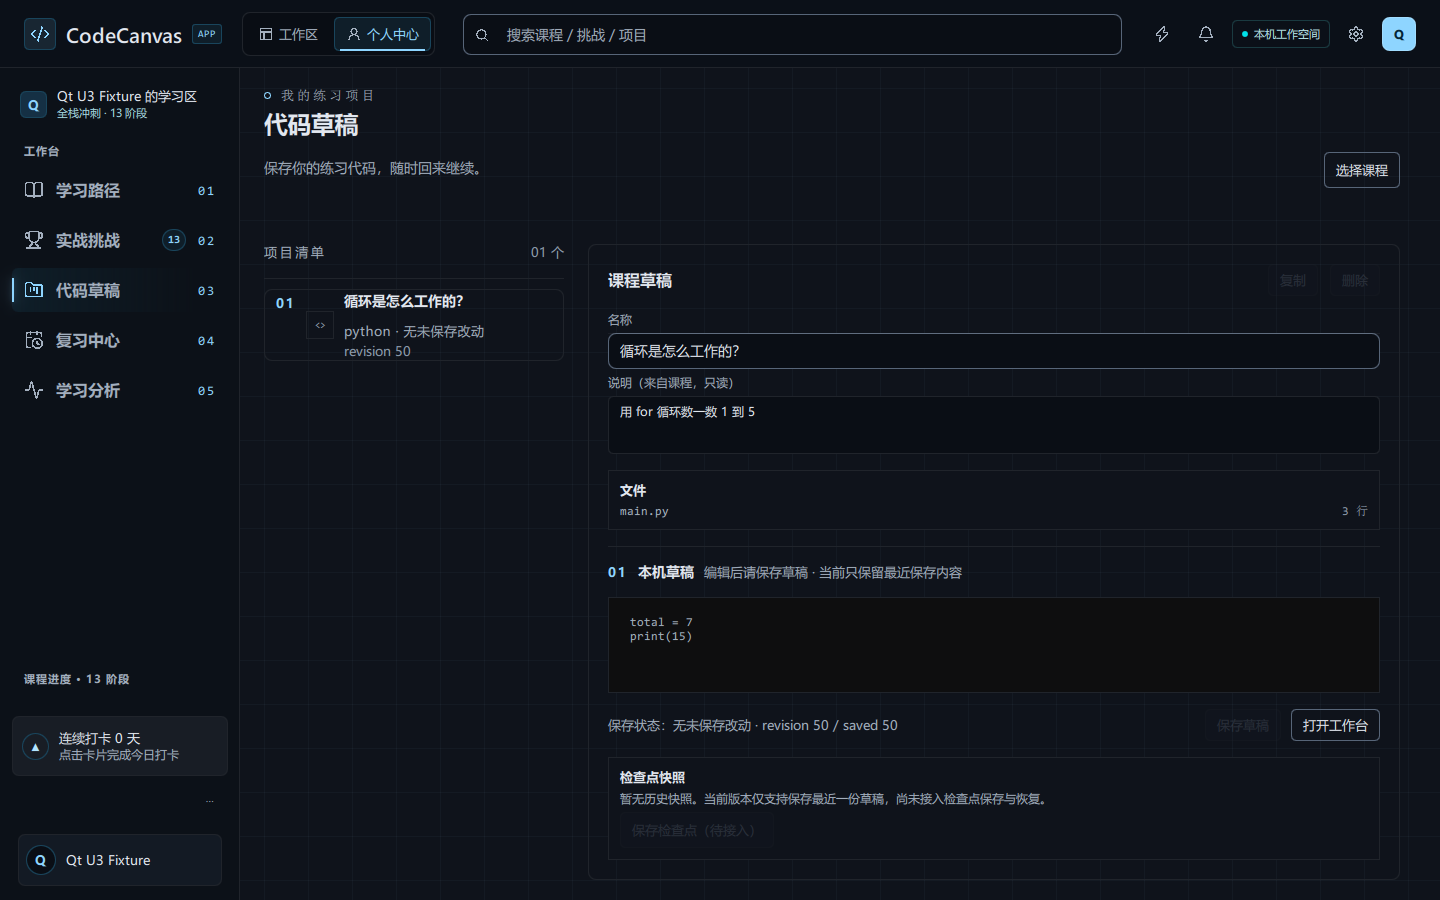 CodeCanvas APP
工作区
个人中心
搜索课程 / 挑战 / 项目
本机工作空间
Q
Q
Qt U3 Fixture 的学习区
全栈冲刺 · 13 阶段
工作台
学习路径 01
实战挑战 13 02
代码草稿 03
复习中心 04
学习分析 05
课程进度 • 13 阶段
连续打卡 0 天
点击卡片完成今日打卡
...
Q Qt U3 Fixture
我的练习项目
代码草稿
保存你的练习代码，随时回来继续。
选择课程
项目清单 01 个
01 循环是怎么工作的?
python · 无未保存改动
revision 50
课程草稿 复制 删除
名称
循环是怎么工作的?
说明（来自课程，只读）
用 for 循环数一数 1 到 5
文件
main.py 3 行
01 本机草稿 编辑后请保存草稿 · 当前只保留最近保存内容
total = 7
print(15)
保存状态：无未保存改动 · revision 50 / saved 50 保存草稿 打开工作台
检查点快照
暂无历史快照。当前版本仅支持保存最近一份草稿，尚未接入检查点保存与恢复。
保存检查点（待接入）